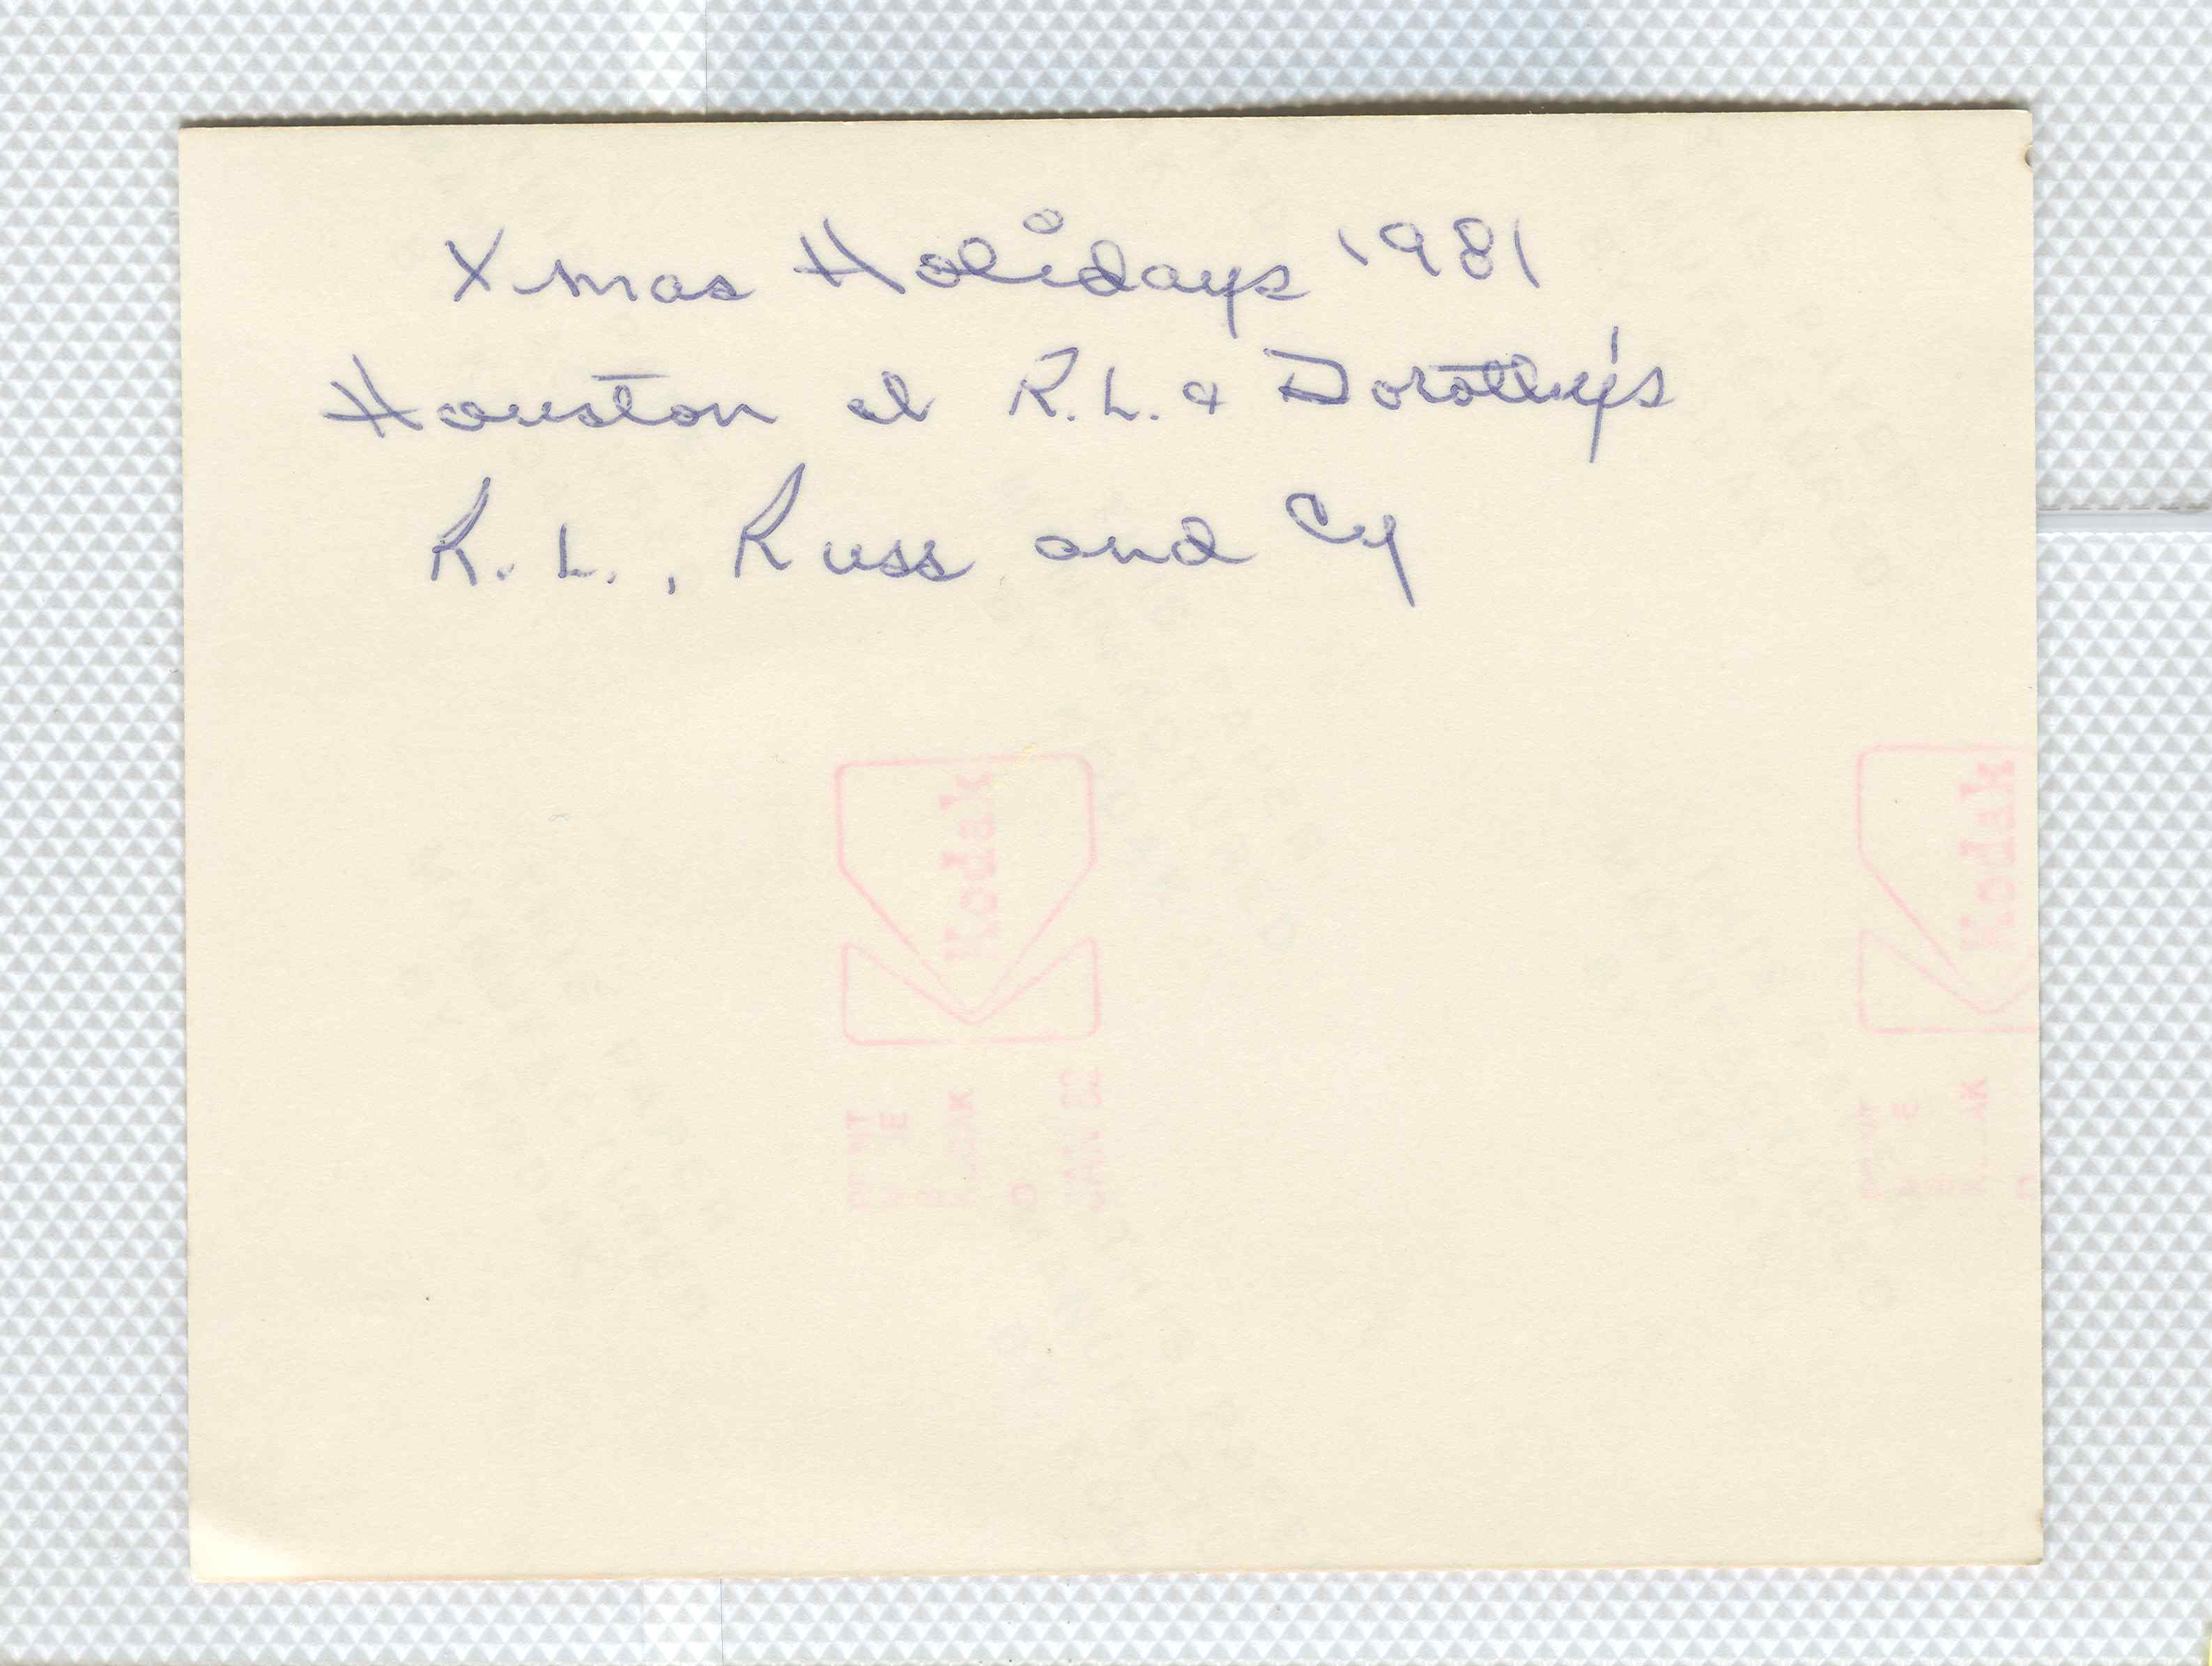 X-mas Holidays 1981
Houston at R.L. & Dorothy's
R.L., Russ and Cy
Kodak
Kodak